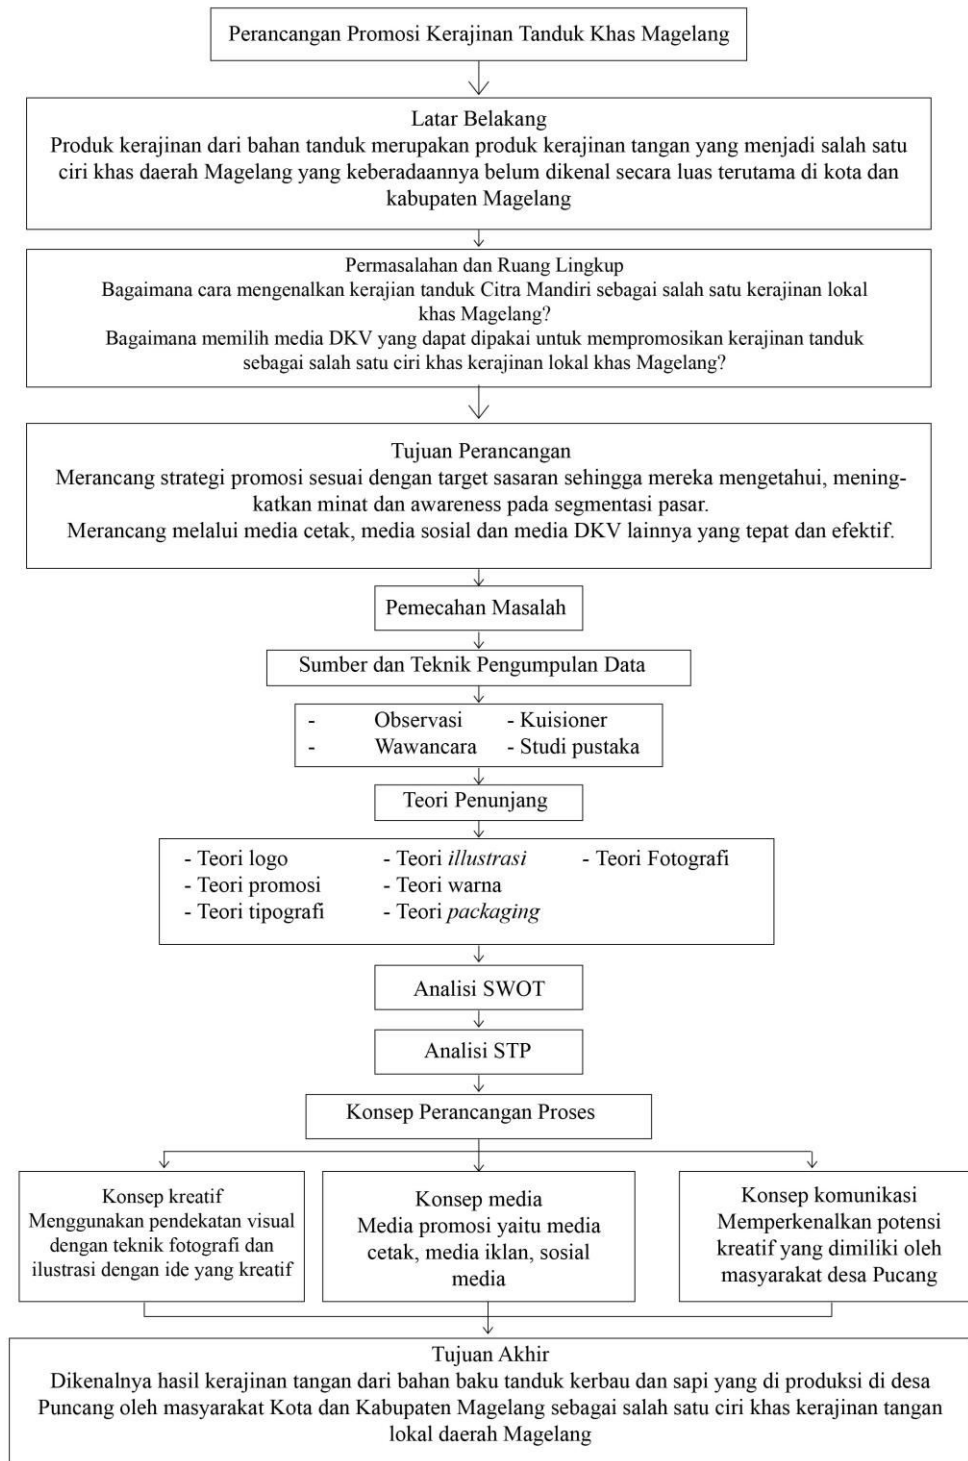 Perancangan Promosi Kerajinan Tanduk Khas Magelang
Latar Belakang
Produk kerajinan dari bahan tanduk merupakan produk kerajinan tangan yang menjadi salah satu
ciri khas daerah Magelang yang keberadaannya belum dikenal secara luas terutama di kota dan
kabupaten Magelang
Permasalahan dan Ruang Lingkup
Bagaimana cara mengenalkan kerajian tanduk Citra Mandiri sebagai salah satu kerajinan lokal
khas Magelang?
Bagaimana memilih media DKV yang dapat dipakai untuk mempromosikan kerajinan tanduk
sebagai salah satu ciri khas kerajinan lokal khas Magelang?
Tujuan Perancangan
Merancang strategi promosi sesuai dengan target sasaran sehingga mereka mengetahui, mening-
katkan minat dan awareness pada segmentasi pasar.
Merancang melalui media cetak, media sosial dan media DKV lainnya yang tepat dan efektif.
Pemecahan Masalah
Sumber dan Teknik Pengumpulan Data
- Observasi - Kuisioner
- Wawancara - Studi pustaka
Teori Penunjang
- Teori logo - Teori illustrasi - Teori Fotografi
- Teori promosi - Teori warna
- Teori tipografi - Teori packaging
Analisi SWOT
Analisi STP
Konsep Perancangan Proses
Konsep kreatif
Menggunakan pendekatan visual
dengan teknik fotografi dan
ilustrasi dengan ide yang kreatif
Konsep media
Media promosi yaitu media
cetak, media iklan, sosial
media
Konsep komunikasi
Memperkenalkan potensi
kreatif yang dimiliki oleh
masyarakat desa Pucang
Tujuan Akhir
Dikenalnya hasil kerajinan tangan dari bahan baku tanduk kerbau dan sapi yang di produksi di desa
Puncang oleh masyarakat Kota dan Kabupaten Magelang sebagai salah satu ciri khas kerajinan tangan
lokal daerah Magelang